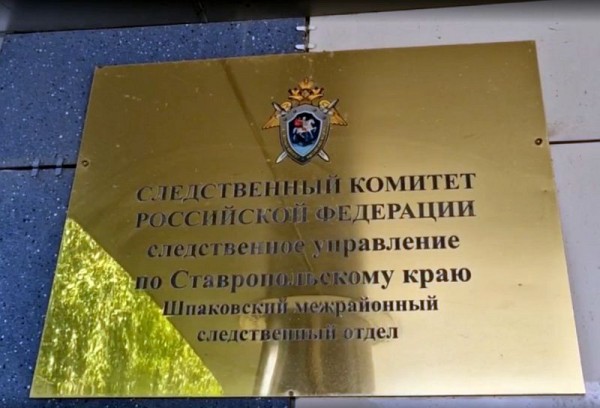 СЛЕДСТВЕННЫЙ КОМИТЕТ
РОССИЙСКОЙ ФЕДЕРАЦИИ
следственное управление
по Ставропольскому краю
Шпаковский межрайонный
следственный отдел